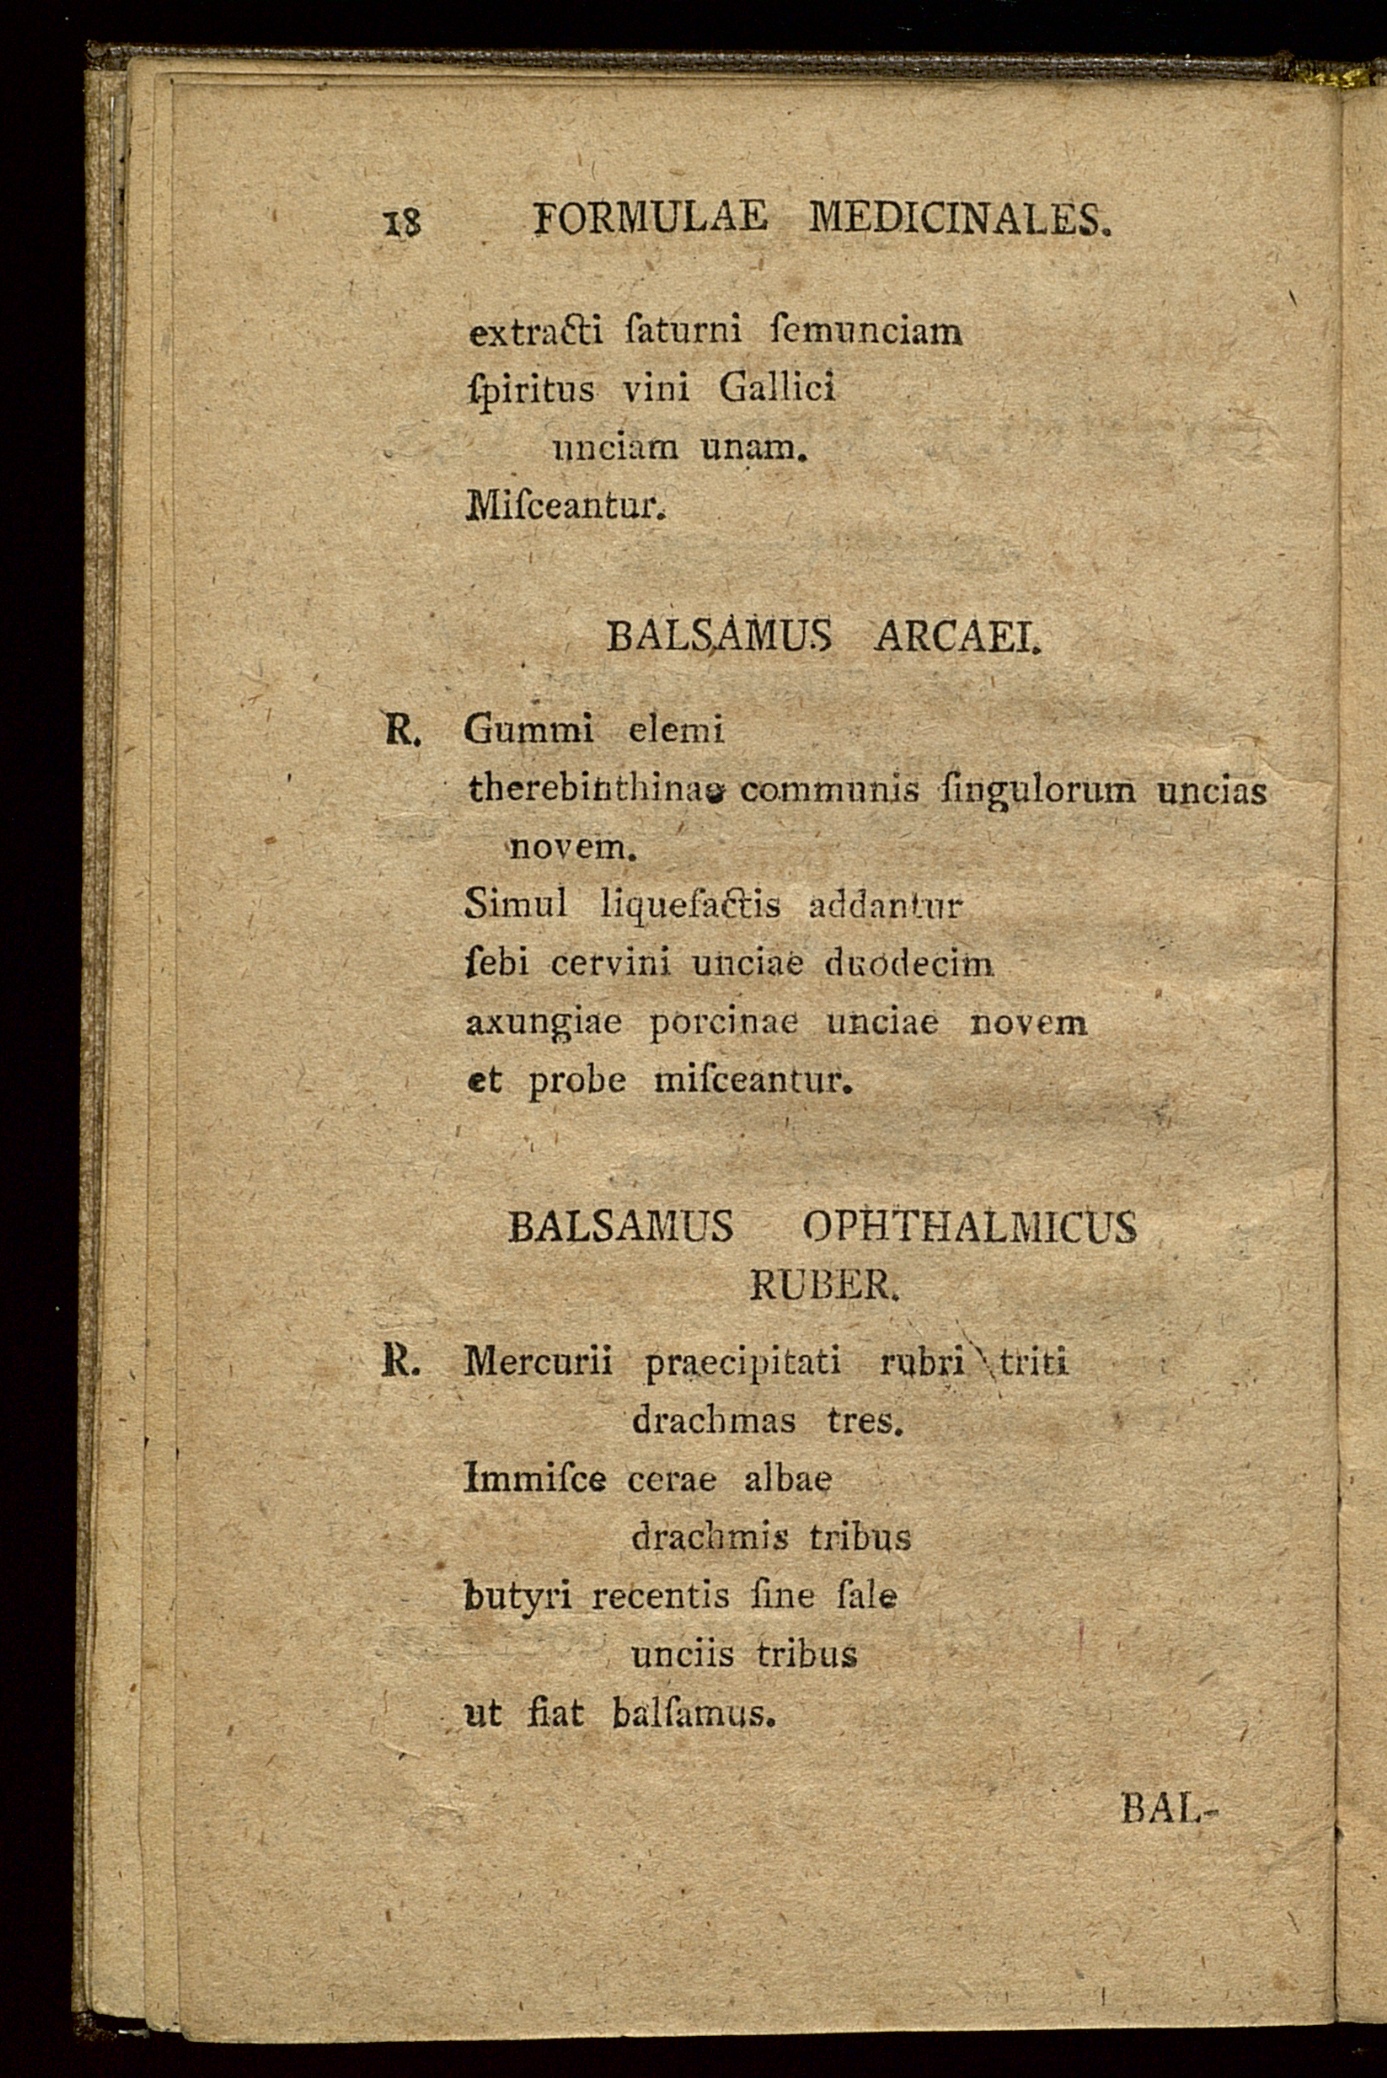 18 FORMULAE MEDICINALES.
extracti ſaturni ſemunciam
ſpiritus vini Gallici
unciam unam.
Miſceantur.
BALSAMUS ARCAEI.
R. Gummi elemi
therebinthinae communis ſingulorum uncias
novem.
Simul liquefactis addantur
ſebi cervini unciae duodecim
axungiae porcinae unciae novem
et probe miſceantur.
BALSAMUS OPHTHALMICUS
RUBER.
R. Mercurii praecipitati rubri triti
drachmas tres.
Immiſce cerae albae
drachmis tribus
butyri recentis ſine ſale
unciis tribus
ut fiat balſamus.
BAL-